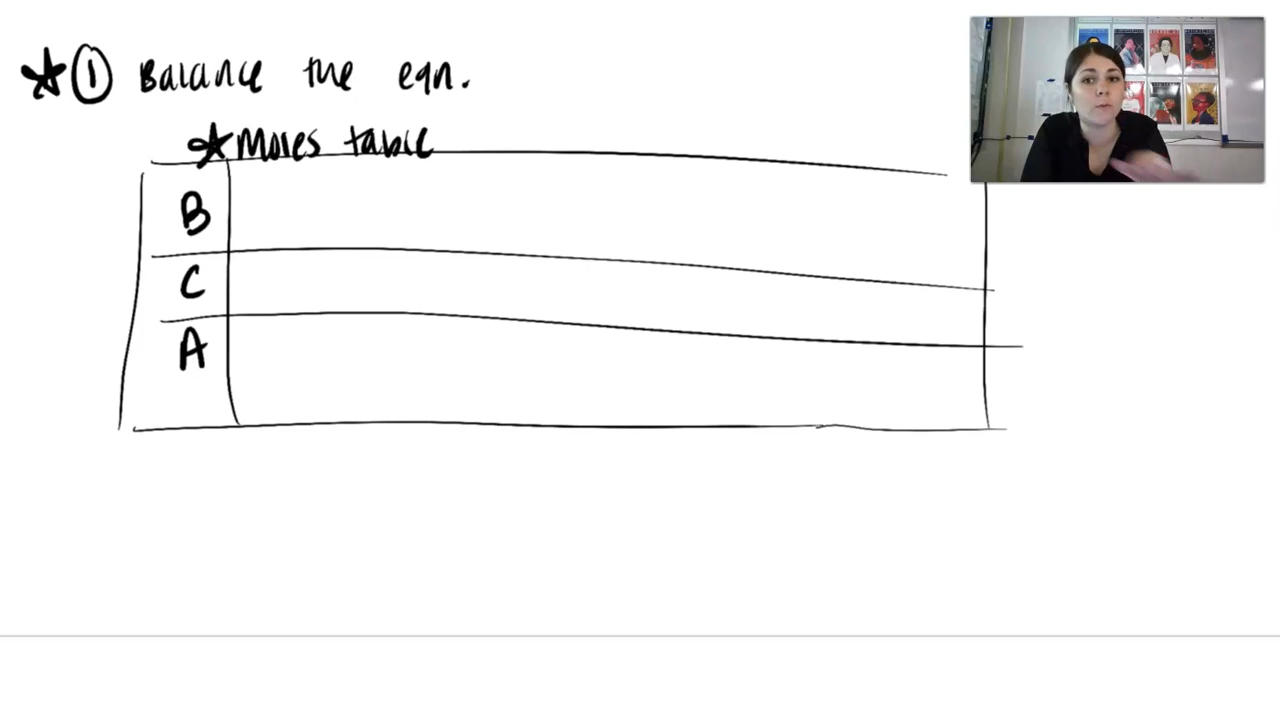 ★① Balance the eqn.
★Moles table
B
C
A